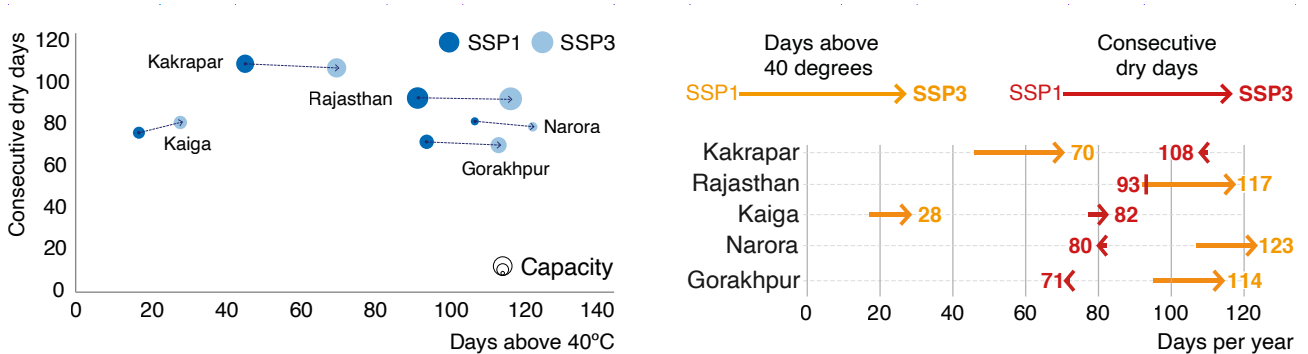 Consecutive dry days
120
100
80
60
40
20
0
0 20 40 60 80 100 120 140
Days above 40ºC
SSP1 SSP3
Kakrapar
Rajasthan
Kaiga
Narora
Gorakhpur
Capacity
Days above
40 degrees
SSP1 SSP3
Consecutive
dry days
SSP1 SSP3
Kakrapar 70 108
Rajasthan 93 117
Kaiga 28 82
Narora 80 123
Gorakhpur 71 114
0 20 40 60 80 100 120
Days per year